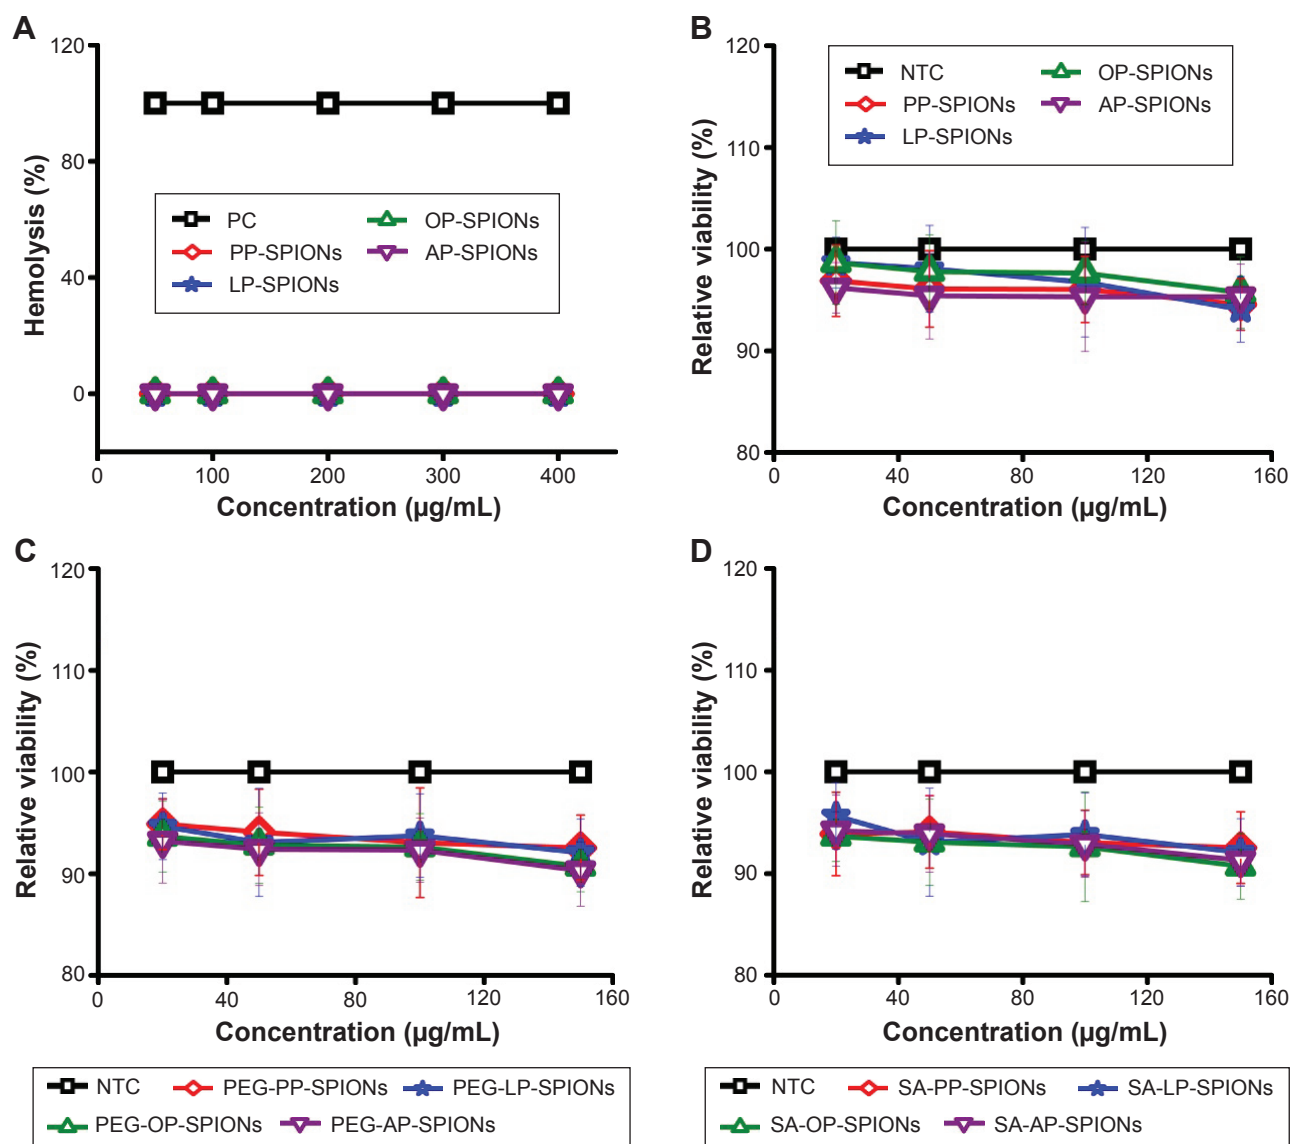 A
120
80
40
0
Hemolysis (%)
PC
OP-SPIONs
PP-SPIONs
AP-SPIONs
LP-SPIONs
0
100
200
300
400
Concentration (µg/mL)
B
120
110
100
90
80
Relative viability (%)
NTC
OP-SPIONs
PP-SPIONs
AP-SPIONs
LP-SPIONs
0
40
80
120
160
Concentration (µg/mL)
C
120
110
100
90
80
Relative viability (%)
0
40
80
120
160
Concentration (µg/mL)
NTC PEG-PP-SPIONs PEG-LP-SPIONs
PEG-OP-SPIONs PEG-AP-SPIONs
D
120
110
100
90
80
Relative viability (%)
0
40
80
120
160
Concentration (µg/mL)
NTC SA-PP-SPIONs SA-LP-SPIONs
SA-OP-SPIONs SA-AP-SPIONs